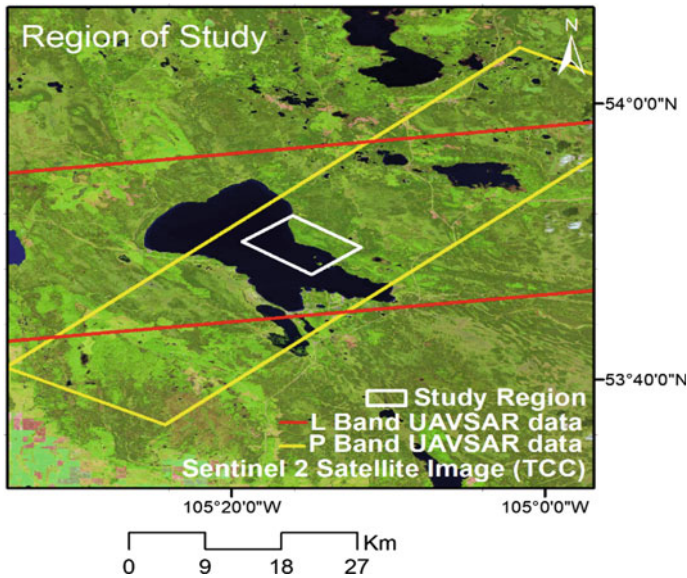 Region of Study
N
54°0'0"N
53°40'0"N
Study Region
L Band UAVSAR data
P Band UAVSAR data
Sentinel 2 Satellite Image (TCC)
105°20'0"W 105°0'0"W
Km
0 9 18 27